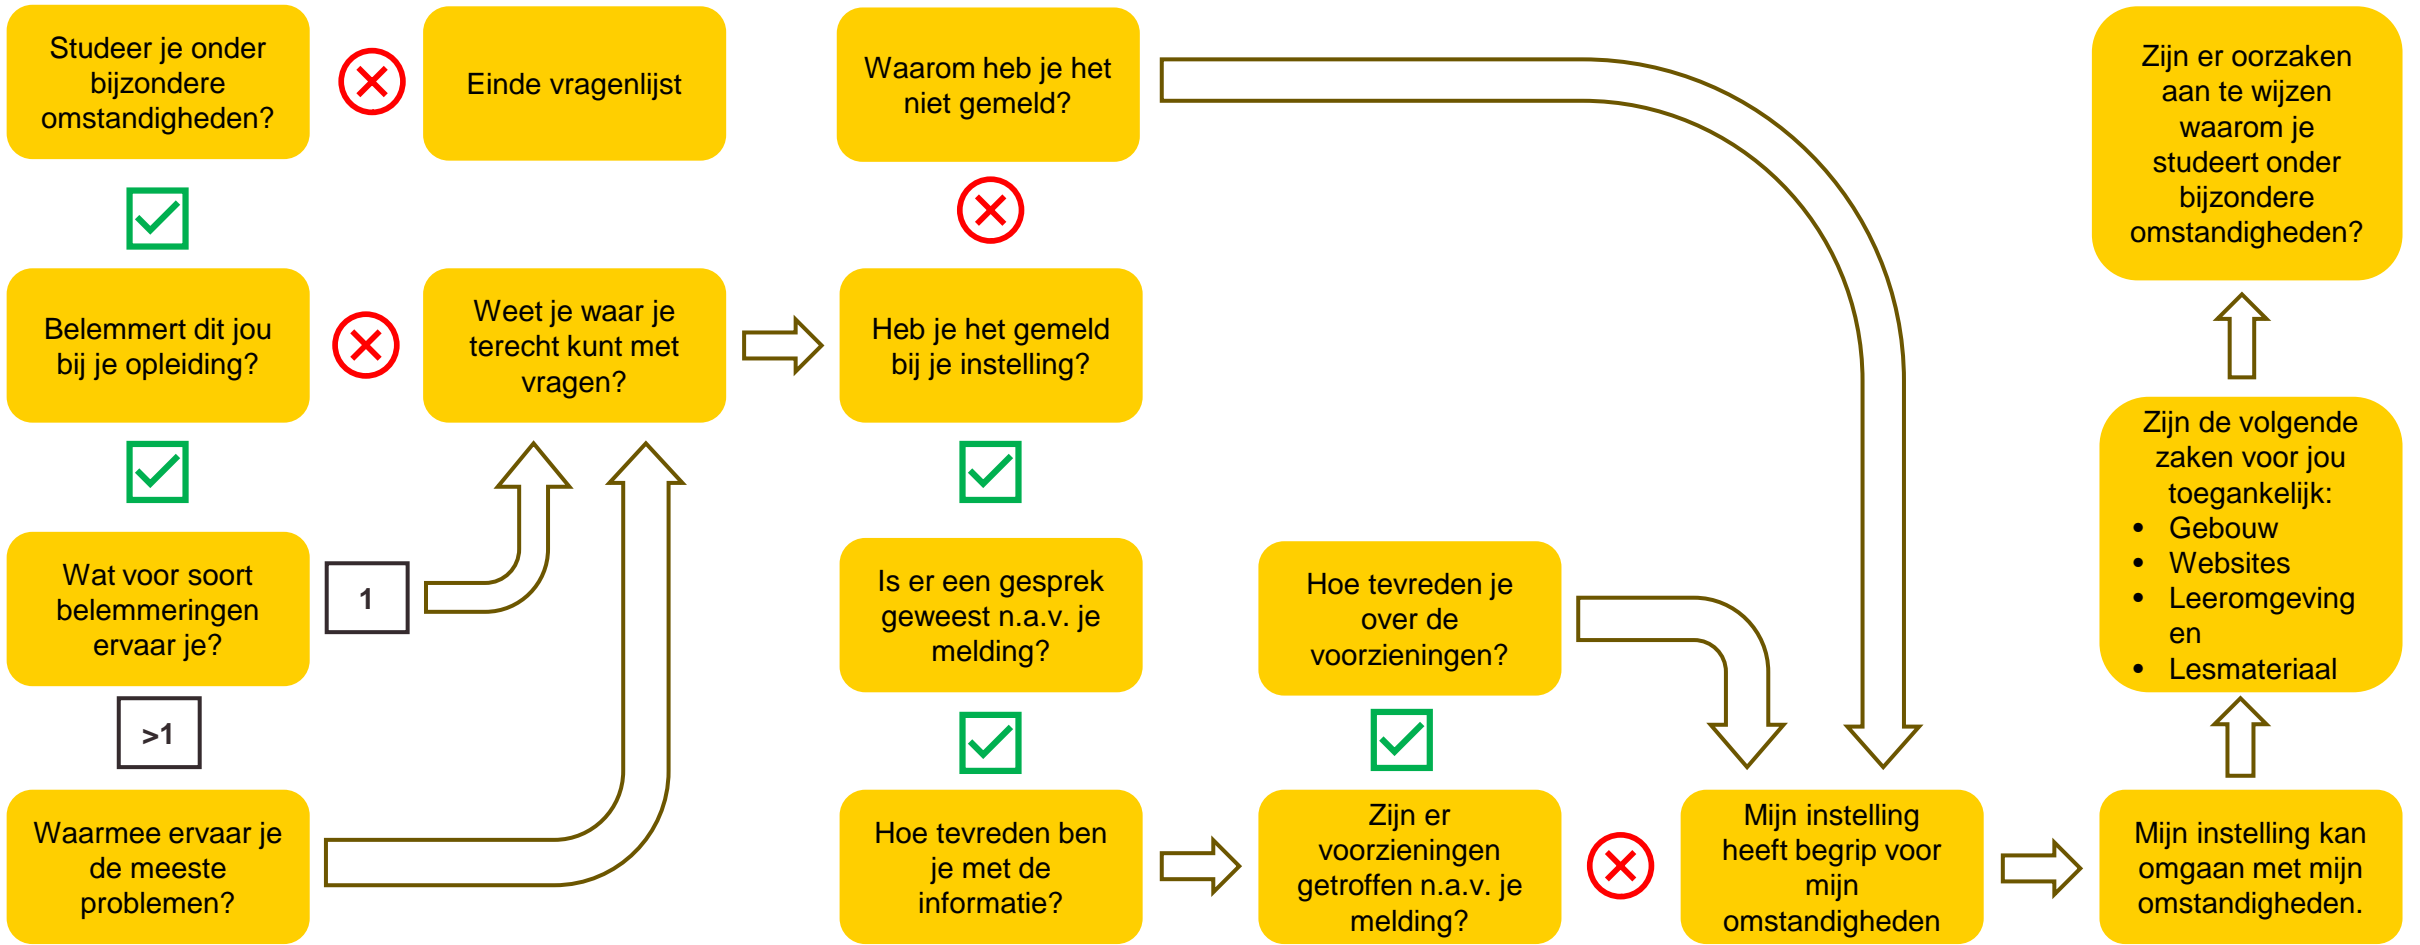 Studeer je onder
bijzondere
omstandigheden?
Einde vragenlijst
Waarom heb je het
niet gemeld?
Zijn er oorzaken
aan te wijzen
waarom je
studeert onder
bijzondere
omstandigheden?
Belemmert dit jou
bij je opleiding?
Weet je waar je
terecht kunt met
vragen?
Heb je het gemeld
bij je instelling?
Zijn de volgende
zaken voor jou
toegankelijk:
• Gebouw
• Websites
• Leeromgeving
en
• Lesmateriaal
Wat voor soort
belemmeringen
ervaar je?
1
Is er een gesprek
geweest n.a.v. je
melding?
Hoe tevreden je
over de
voorzieningen?
>1
Waarmee ervaar je
de meeste
problemen?
Hoe tevreden ben
je met de
informatie?
Zijn er
voorzieningen
getroffen n.a.v. je
melding?
Mijn instelling
heeft begrip voor
mijn
omstandigheden
Mijn instelling kan
omgaan met mijn
omstandigheden.